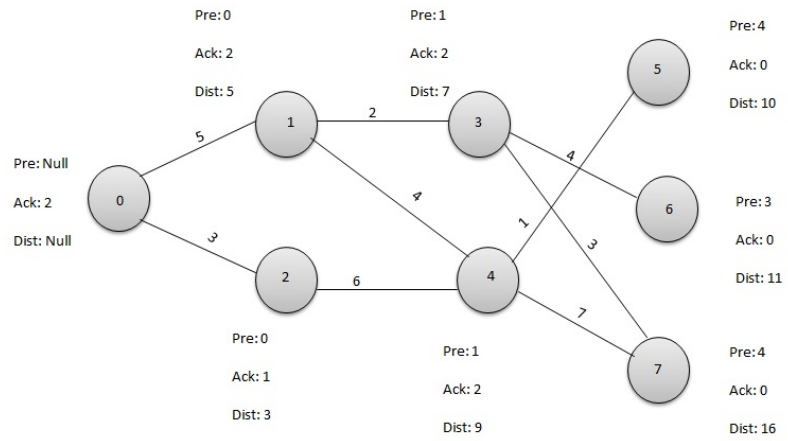 Pre: Null
Ack: 2
Dist: Null
0
5
3
Pre: 0
Ack: 2
Dist: 5
1
2
Pre: 0
Ack: 1
Dist: 3
2
4
6
Pre: 1
Ack: 2
Dist: 7
3
4
Pre: 1
Ack: 2
Dist: 9
4
1
3
7
5
Pre: 4
Ack: 0
Dist: 10
6
Pre: 3
Ack: 0
Dist: 11
7
Pre: 4
Ack: 0
Dist: 16